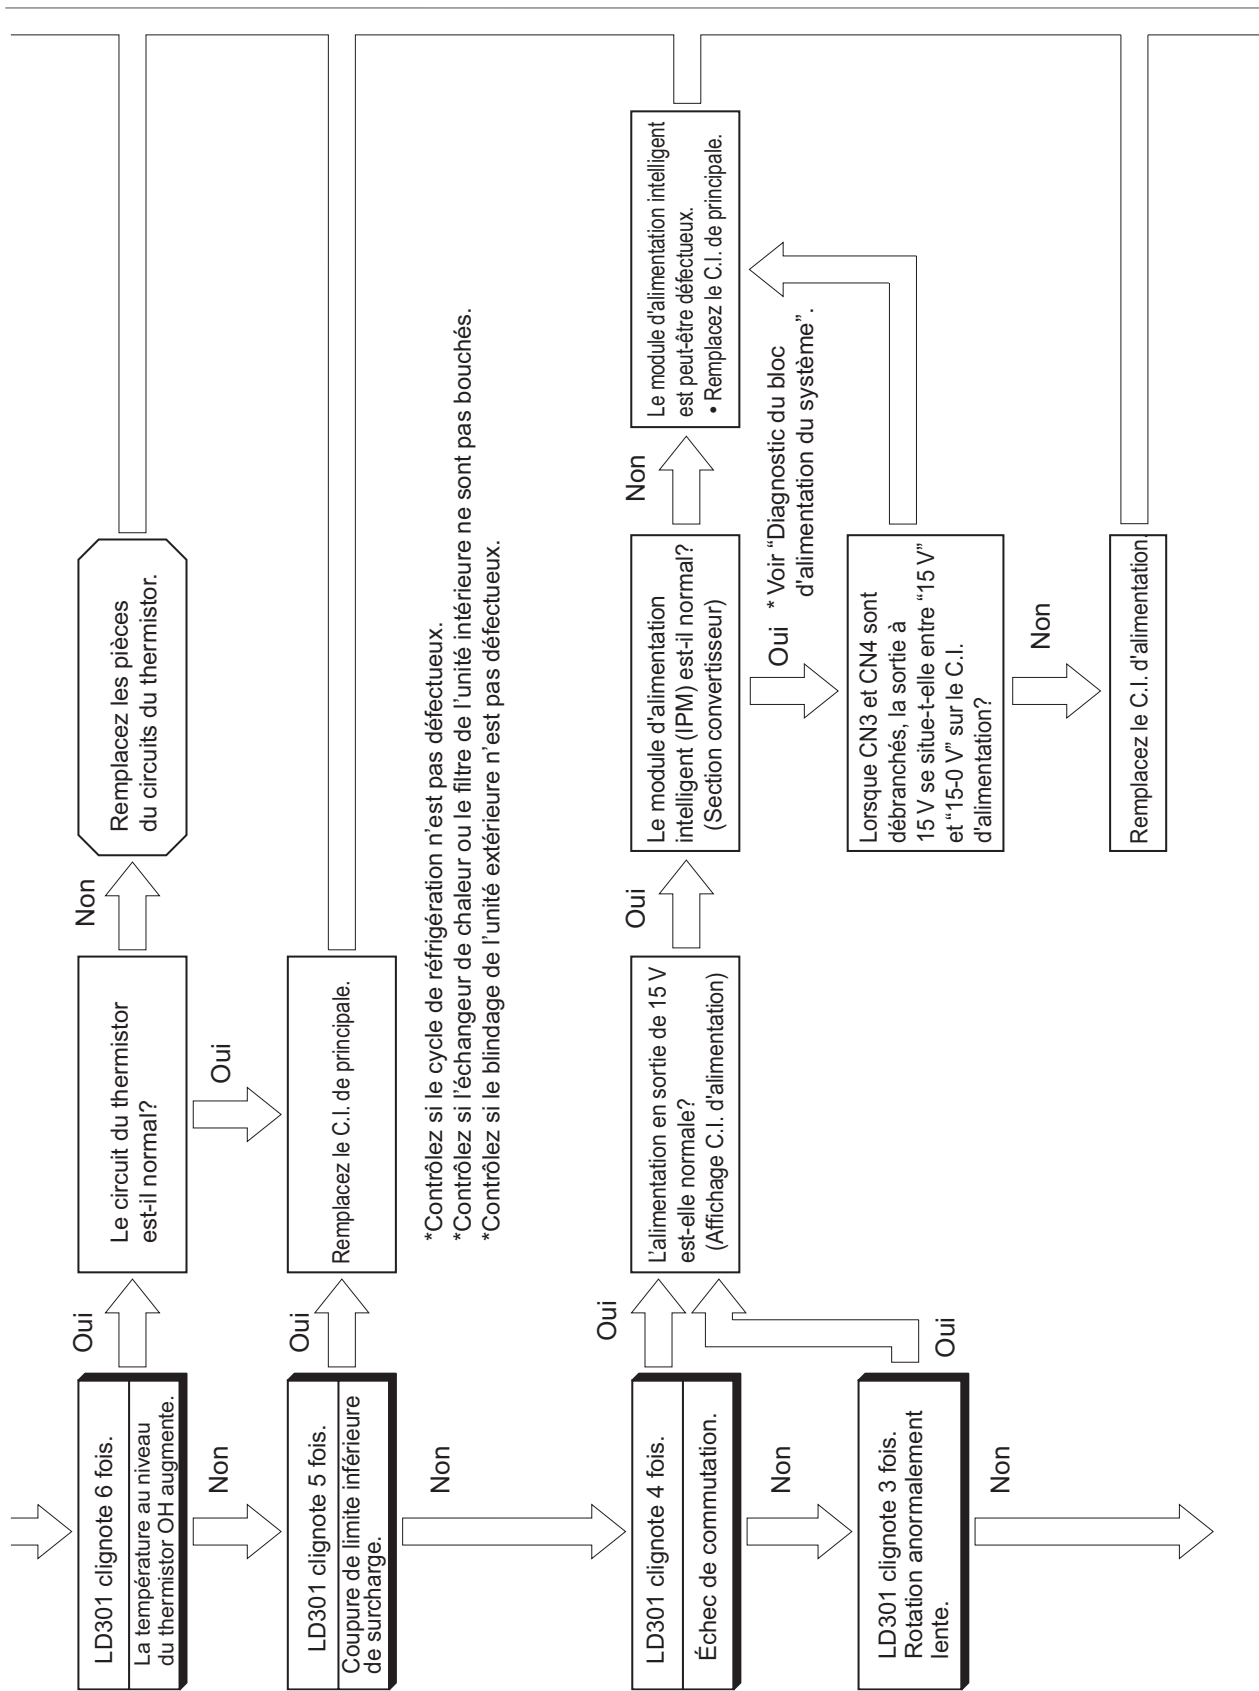 LD301 clignote 6 fois.
La température au niveau
du thermistor OH augmente.
Oui
Le circuit du thermistor
est-il normal?
Non
Remplacez les pièces
du circuits du thermistor.
Non
Oui
LD301 clignote 5 fois.
Coupure de limite inférieure
de surcharge.
Oui
Remplacez le C.I. de principale.
*Contrôlez si le cycle de réfrigération n'est pas défectueux.
*Contrôlez si l'échangeur de chaleur ou le filtre de l'unité intérieure ne sont pas bouchés.
*Contrôlez si le blindage de l'unité extérieure n'est pas défectueux.
Non
LD301 clignote 4 fois.
Échec de commutation.
Oui
L'alimentation en sortie de 15 V
est-elle normale?
(Affichage C.I. d'alimentation)
Oui
Le module d'alimentation
intelligent (IPM) est-il normal?
(Section convertisseur)
Non
Le module d'alimentation intelligent
est peut-être défectueux.
• Remplacez le C.I. de principale.
Oui
* Voir “Diagnostic du bloc
d'alimentation du système”.
Non
LD301 clignote 3 fois.
Rotation anormalement
lente.
Oui
Lorsque CN3 et CN4 sont
débranchés, la sortie à
15 V se situe-t-elle entre “15 V”
et “15-0 V” sur le C.I.
d'alimentation?
Non
Non
Remplacez le C.I. d'alimentation.